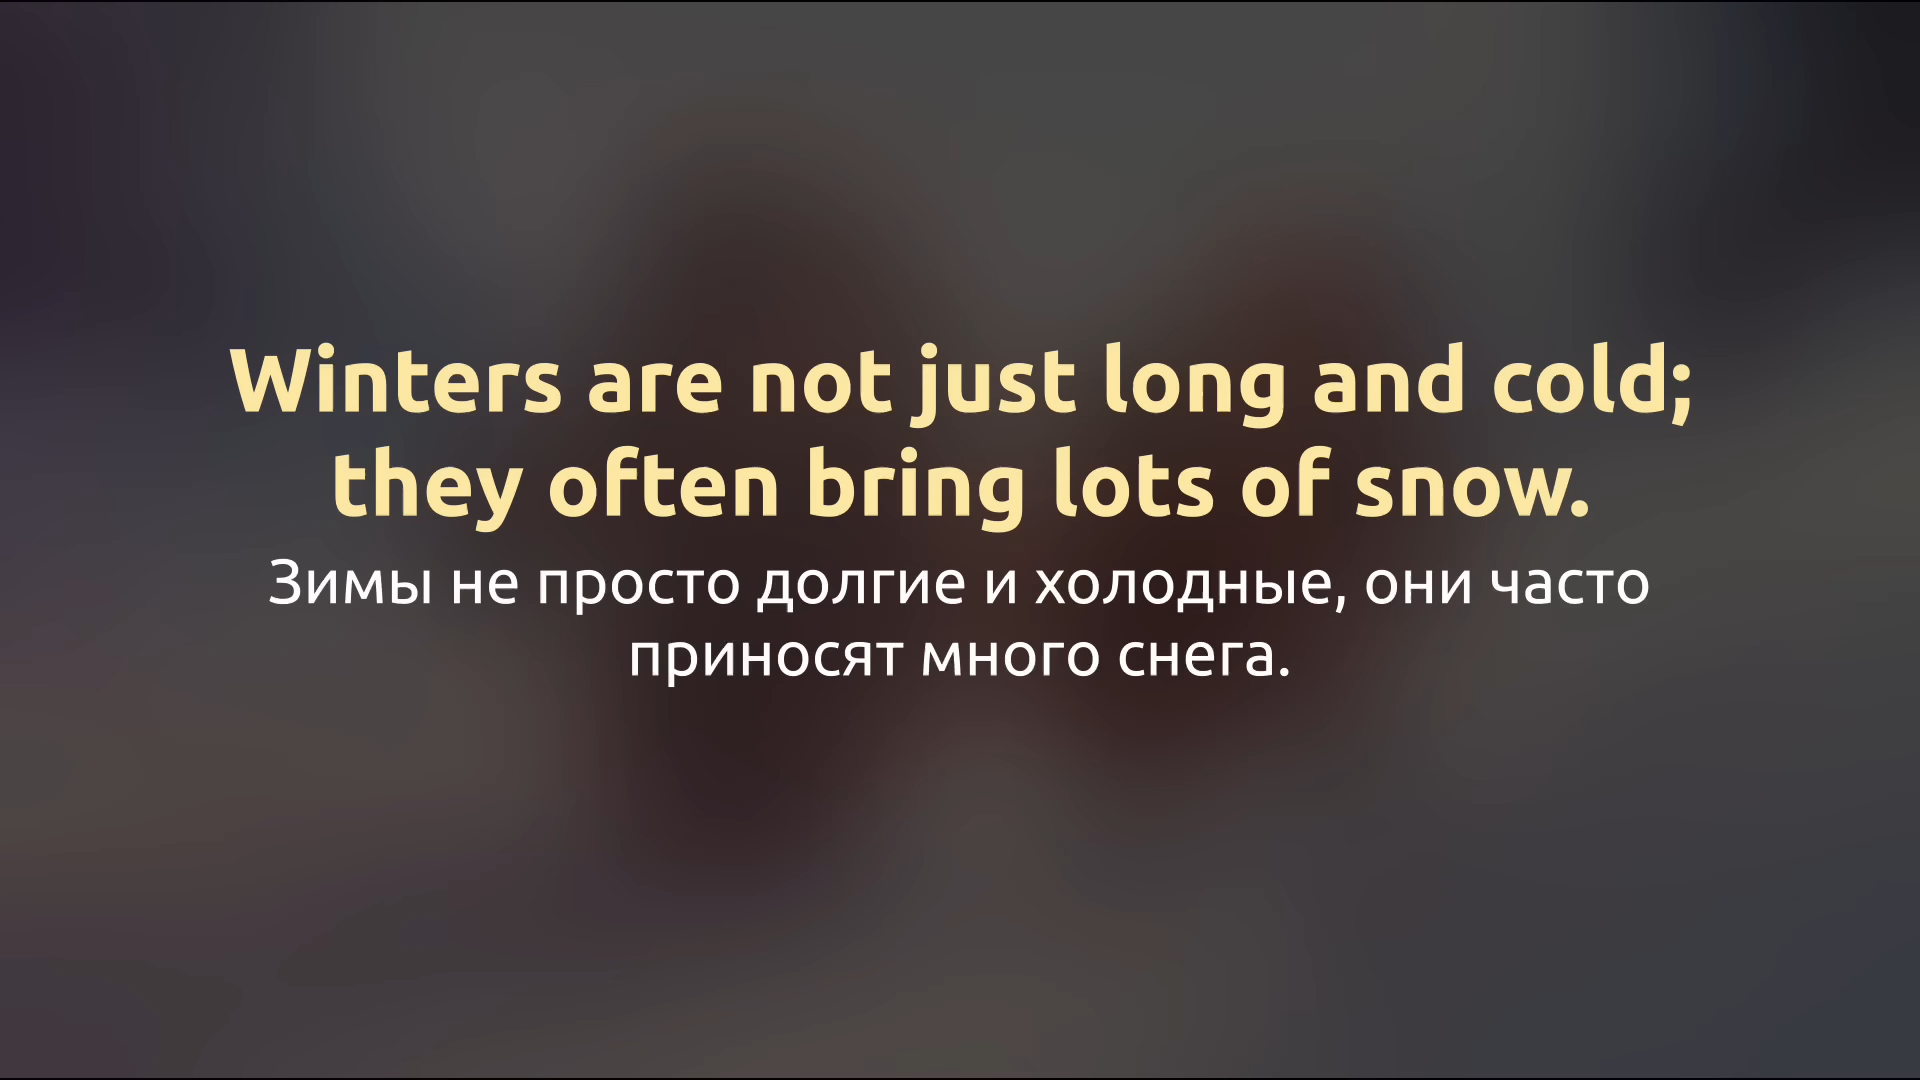 Winters are not just long and cold;
they often bring lots of snow.
Зимы не просто долгие и холодные, они часто
приносят много снега.